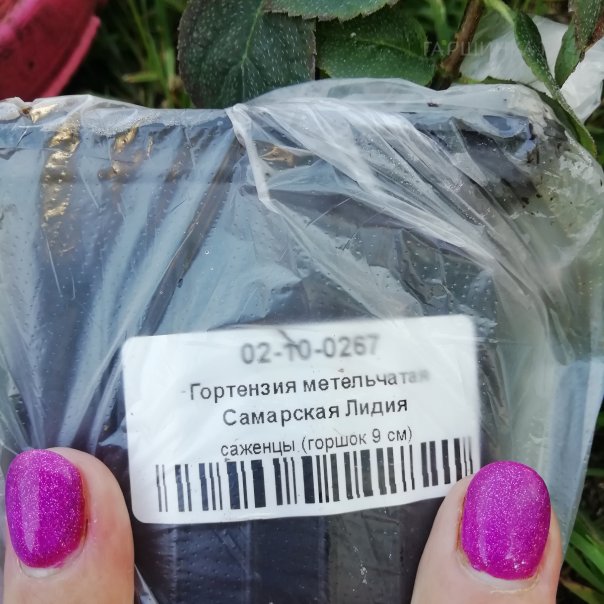 02-10-0267
Гортензия метельчатая
Самарская Лидия
саженцы (горшок 9 см)